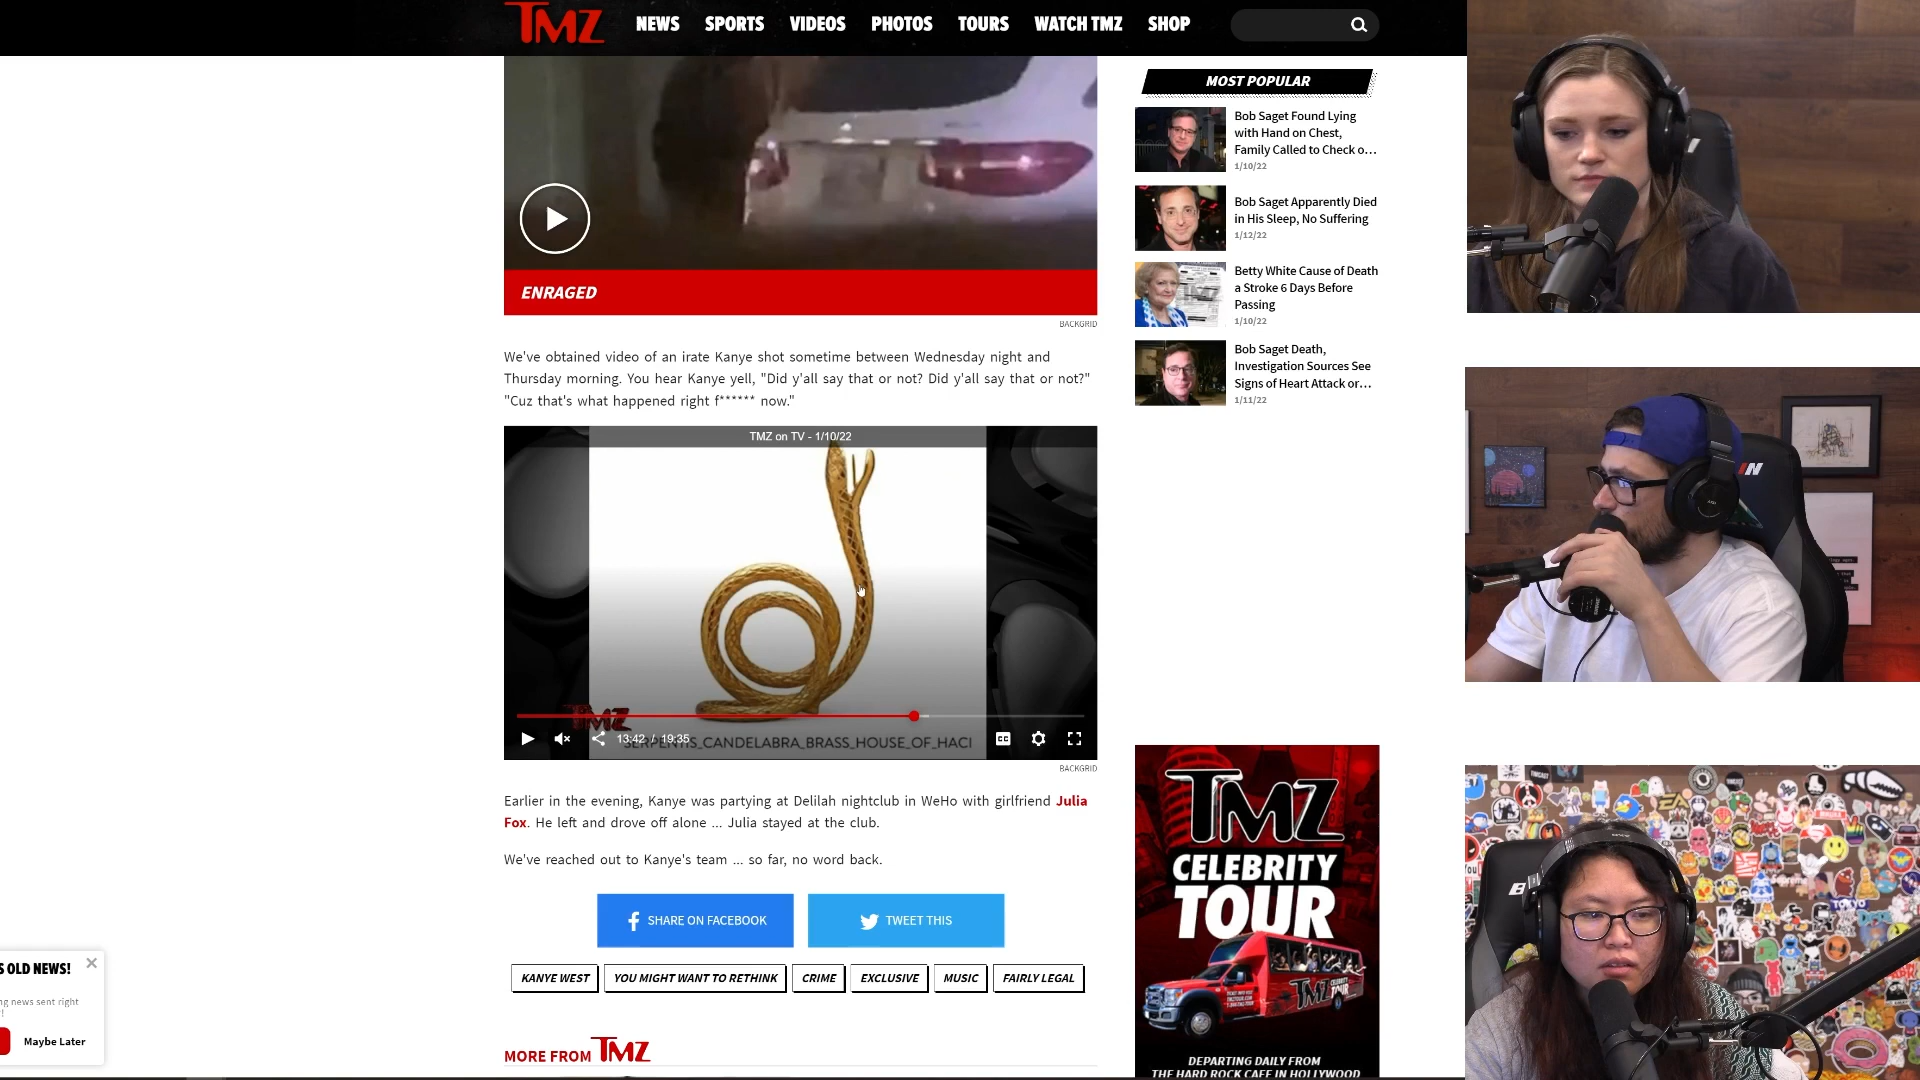 TMZ
NEWS SPORTS VIDEOS PHOTOS TOURS WATCH TMZ SHOP
ENRAGED
BACKGRID
We've obtained video of an irate Kanye shot sometime between Wednesday night and
Thursday morning. You hear Kanye yell, "Did y'all say that or not? Did y'all say that or not?"
"Cuz that's what happened right f****** now."
TMZ on TV - 1/10/22
TMZ
13:42 / 19:35
SERPENTIS_CANDELABRA_BRASS_HOUSE_OF_HACI
CC
BACKGRID
Earlier in the evening, Kanye was partying at Delilah nightclub in WeHo with girlfriend Julia
Fox. He left and drove off alone ... Julia stayed at the club.
We've reached out to Kanye's team ... so far, no word back.
SHARE ON FACEBOOK
TWEET THIS
KANYE WEST
YOU MIGHT WANT TO RETHINK
CRIME
EXCLUSIVE
MUSIC
FAIRLY LEGAL
MORE FROM TMZ
S OLD NEWS!
ng news sent right
Maybe Later
MOST POPULAR
Bob Saget Found Lying
with Hand on Chest,
Family Called to Check o...
1/10/22
Bob Saget Apparently Died
in His Sleep, No Suffering
1/12/22
Betty White Cause of Death
a Stroke 6 Days Before
Passing
1/10/22
Bob Saget Death,
Investigation Sources See
Signs of Heart Attack or...
1/11/22
TMZ
CELEBRITY
TOUR
DEPARTING DAILY FROM
THE HARD ROCK CAFE IN HOLLYWOOD